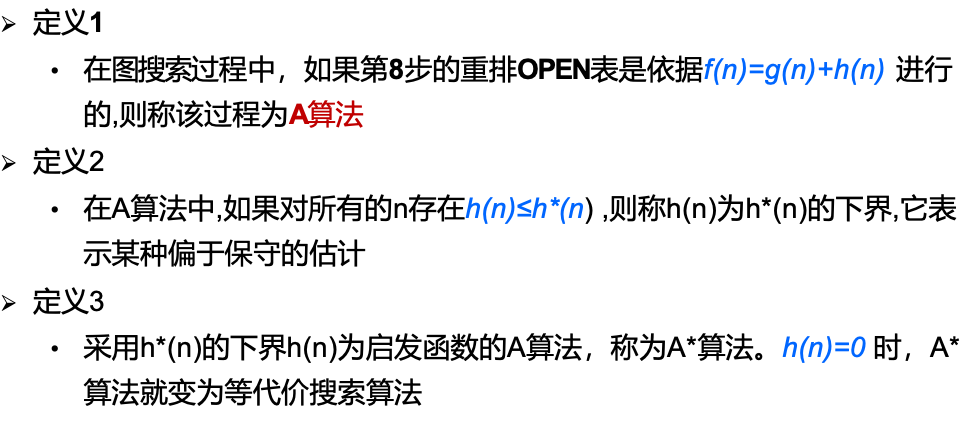 ➢ 定义1
• 在图搜索过程中，如果第8步的重排OPEN表是依据f(n)=g(n)+h(n) 进行
的,则称该过程为A算法
➢ 定义2
• 在A算法中,如果对所有的n存在h(n)≤h*(n) ,则称h(n)为h*(n)的下界,它表
示某种偏于保守的估计
➢ 定义3
• 采用h*(n)的下界h(n)为启发函数的A算法，称为A*算法。h(n)=0 时，A*
算法就变为等代价搜索算法